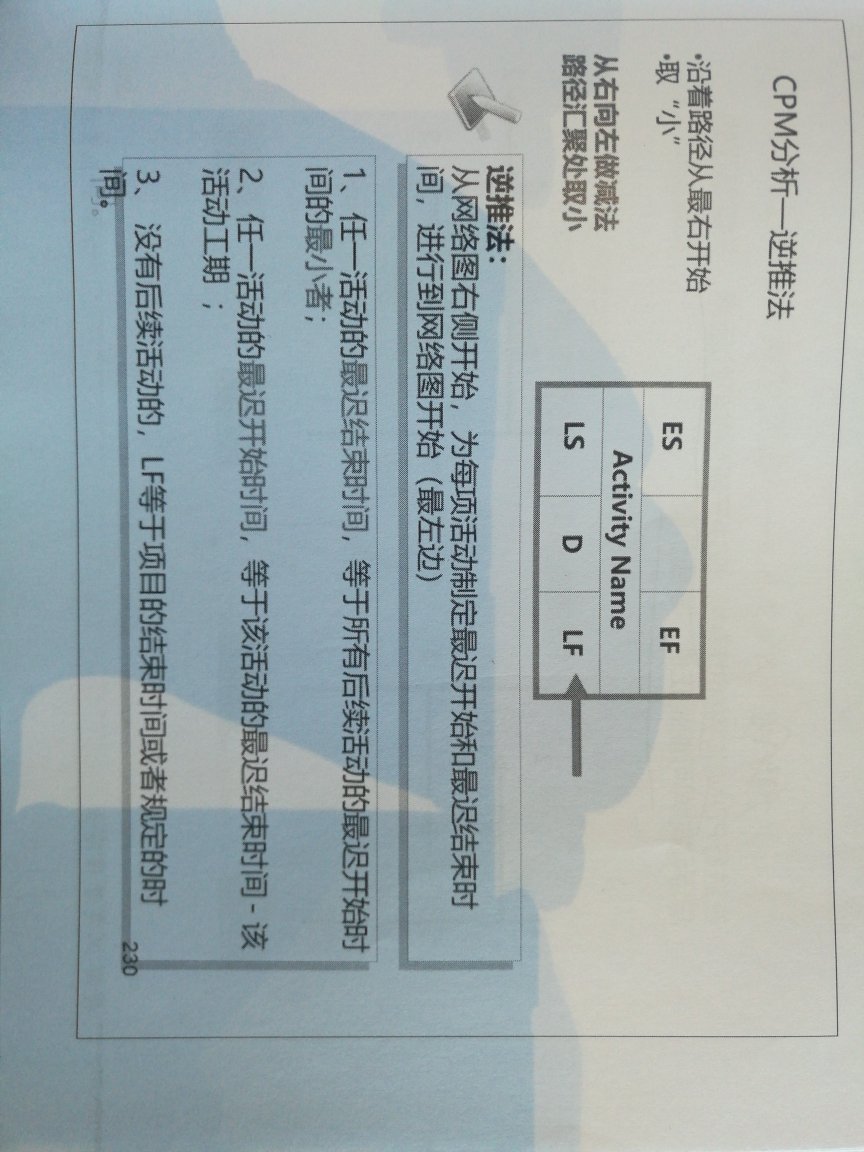 CPM分析—逆推法
•沿着路径从最右开始
•取“小”
从右向左做减法
路径汇聚处取小
ES EF
Activity Name
LS D LF
逆推法：
从网络图右侧开始，为每项活动制定最迟开始和最迟结束时
间，进行到网络图开始（最左边）
1、任一活动的最迟结束时间，等于所有后续活动的最迟开始时
间的最小者；
2、任一活动的最迟开始时间，等于该活动的最迟结束时间 - 该
活动工期 ；
3、 没有后续活动的，LF等于项目的结束时间或者规定的时
间。
230